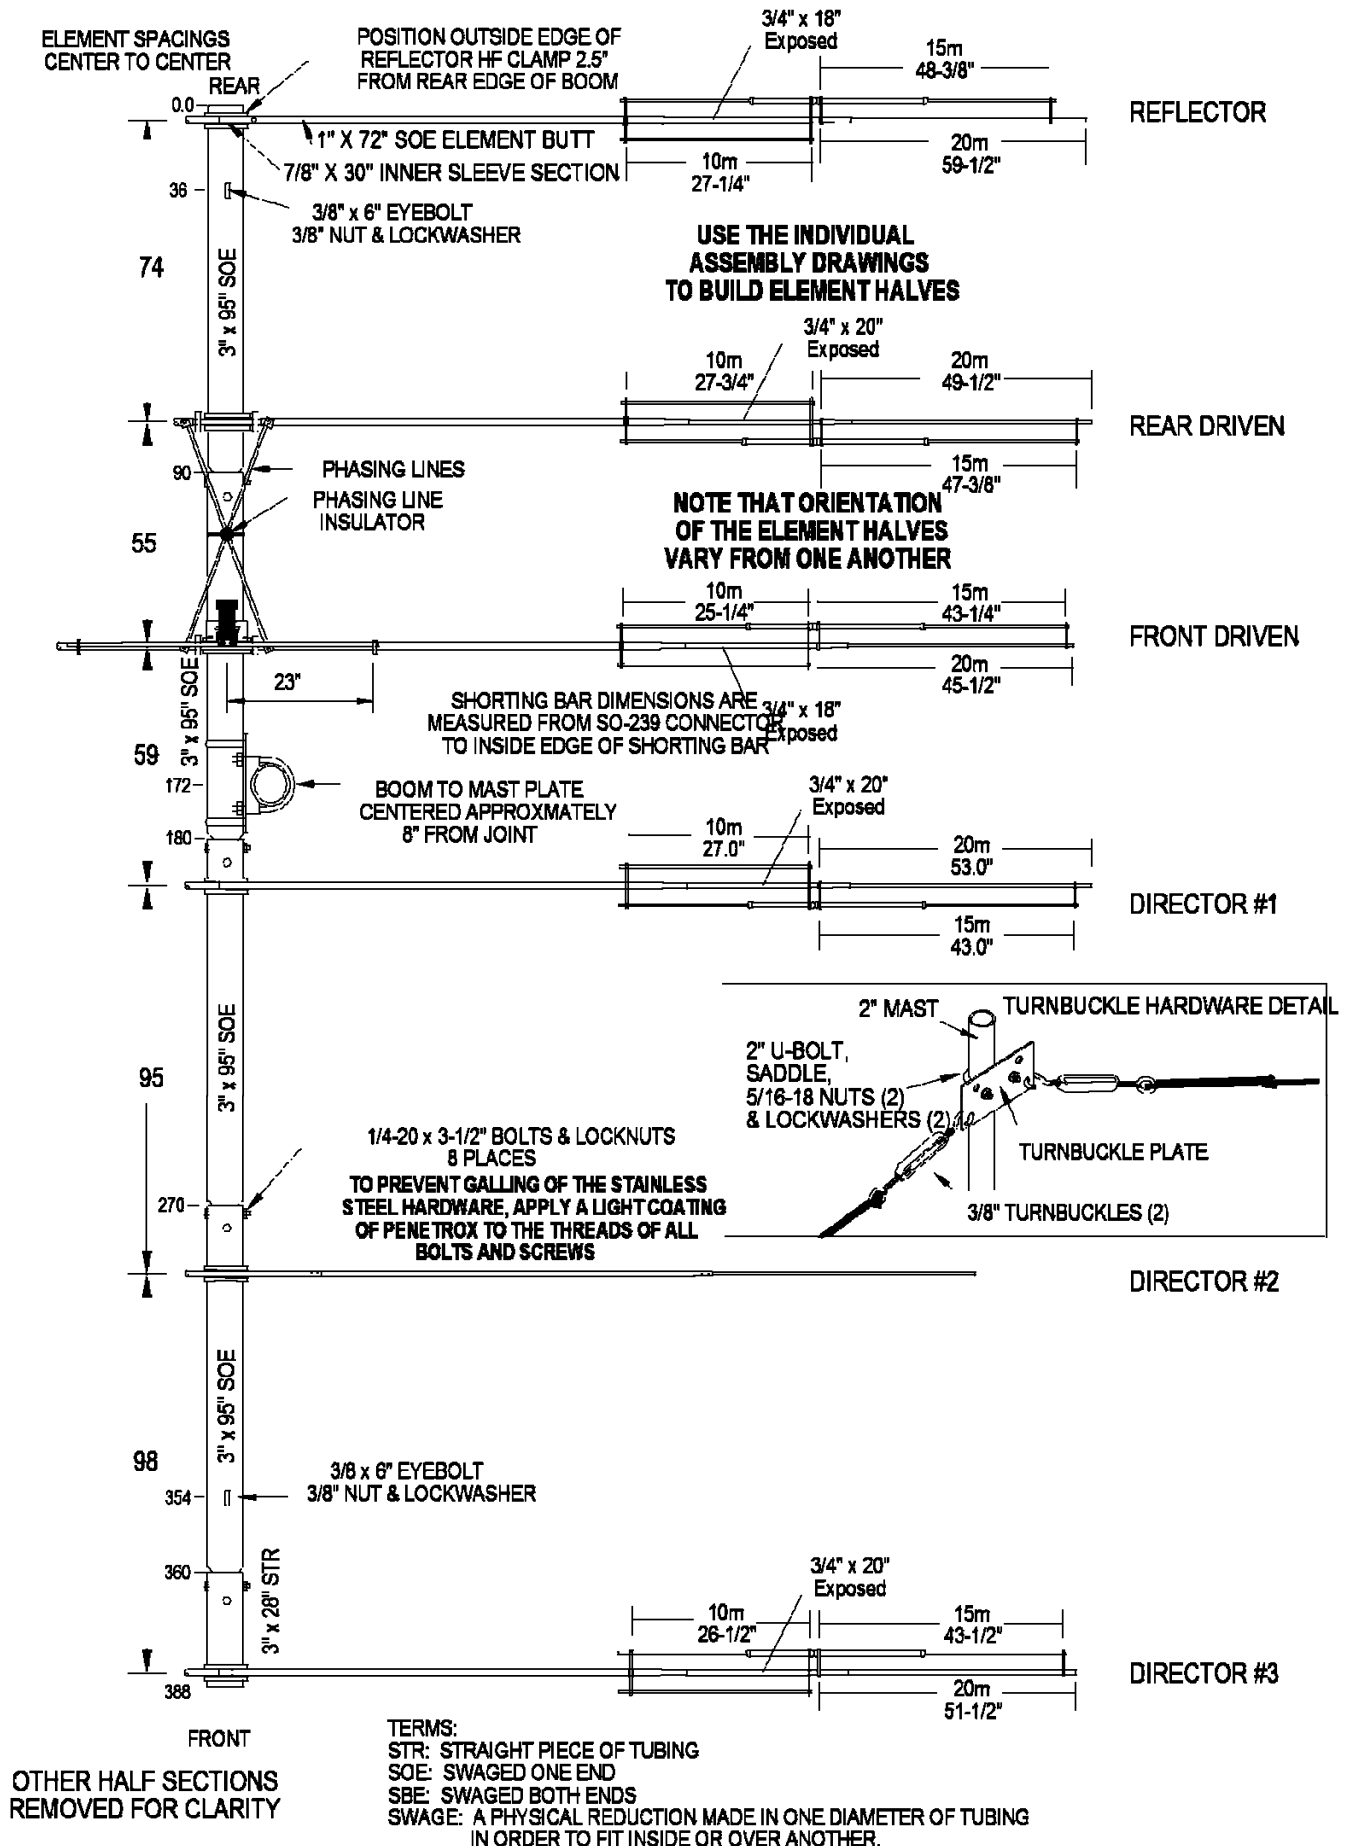 ELEMENT SPACINGS
CENTER TO CENTER
REAR
0.0
POSITION OUTSIDE EDGE OF
REFLECTOR HF CLAMP 2.5"
FROM REAR EDGE OF BOOM
3/4" x 18"
Exposed
15m
48-3/8"
REFLECTOR
1" X 72" SOE ELEMENT BUTT
7/8" X 30" INNER SLEEVE SECTION
10m
27-1/4"
20m
59-1/2"
36
3/8" x 6" EYEBOLT
3/8" NUT & LOCKWASHER
74
3" x 95" SOE
USE THE INDIVIDUAL
ASSEMBLY DRAWINGS
TO BUILD ELEMENT HALVES
3/4" x 20"
Exposed
10m
27-3/4"
20m
49-1/2"
REAR DRIVEN
90
PHASING LINES
PHASING LINE
INSULATOR
15m
47-3/8"
55
NOTE THAT ORIENTATION
OF THE ELEMENT HALVES
VARY FROM ONE ANOTHER
10m
25-1/4"
15m
43-1/4"
FRONT DRIVEN
20m
45-1/2"
23"
3" x 95" SOE
SHORTING BAR DIMENSIONS ARE
MEASURED FROM SO-239 CONNECTOR
TO INSIDE EDGE OF SHORTING BAR
3/4" x 18"
Exposed
59
172
BOOM TO MAST PLATE
CENTERED APPROXMATELY
8" FROM JOINT
3/4" x 20"
Exposed
180
10m
27.0"
20m
53.0"
DIRECTOR #1
15m
43.0"
95
3" x 95" SOE
2" MAST
TURNBUCKLE HARDWARE DETAIL
2" U-BOLT,
SADDLE,
5/16-18 NUTS (2)
& LOCKWASHERS (2)
TURNBUCKLE PLATE
3/8" TURNBUCKLES (2)
1/4-20 x 3-1/2" BOLTS & LOCKNUTS
8 PLACES
TO PREVENT GALLING OF THE STAINLESS
STEEL HARDWARE, APPLY A LIGHT COATING
OF PENETROX TO THE THREADS OF ALL
BOLTS AND SCREWS
270
DIRECTOR #2
98
3" x 95" SOE
354
3/8 x 6" EYEBOLT
3/8" NUT & LOCKWASHER
360
3" x 28" STR
3/4" x 20"
Exposed
10m
26-1/2"
15m
43-1/2"
DIRECTOR #3
20m
51-1/2"
388
FRONT
OTHER HALF SECTIONS
REMOVED FOR CLARITY
TERMS:
STR: STRAIGHT PIECE OF TUBING
SOE: SWAGED ONE END
SBE: SWAGED BOTH ENDS
SWAGE: A PHYSICAL REDUCTION MADE IN ONE DIAMETER OF TUBING
IN ORDER TO FIT INSIDE OR OVER ANOTHER.